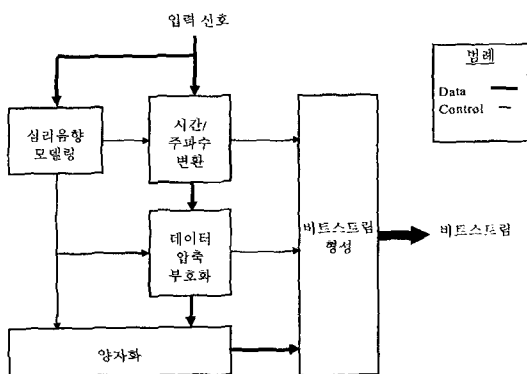 입력 신호
범례
Data
Control
심리음향
모델링
시간/
주파수
변환
데이터
압축
부호화
비트스트림
형성
비트스트림
양자화